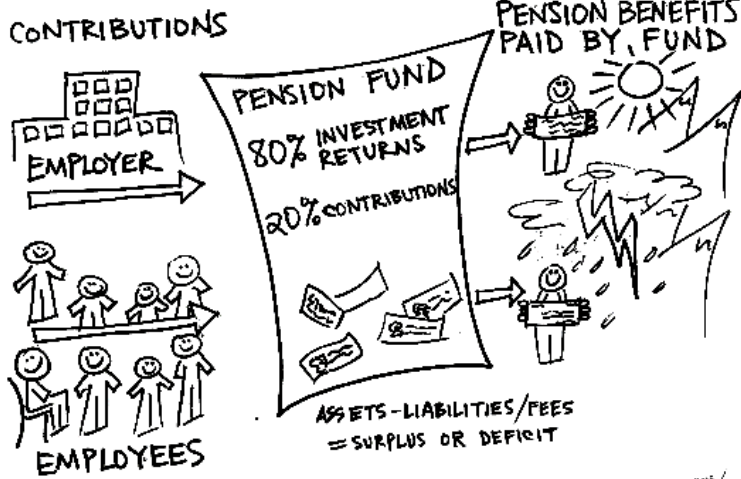 CONTRIBUTIONS
EMPLOYER
EMPLOYEES
PENSION FUND
80% INVESTMENT
RETURNS
20% CONTRIBUTIONS
ASSETS-LIABILITIES/FEES
= SURPLUS OR DEFICIT
PENSION BENEFITS
PAID BY FUND